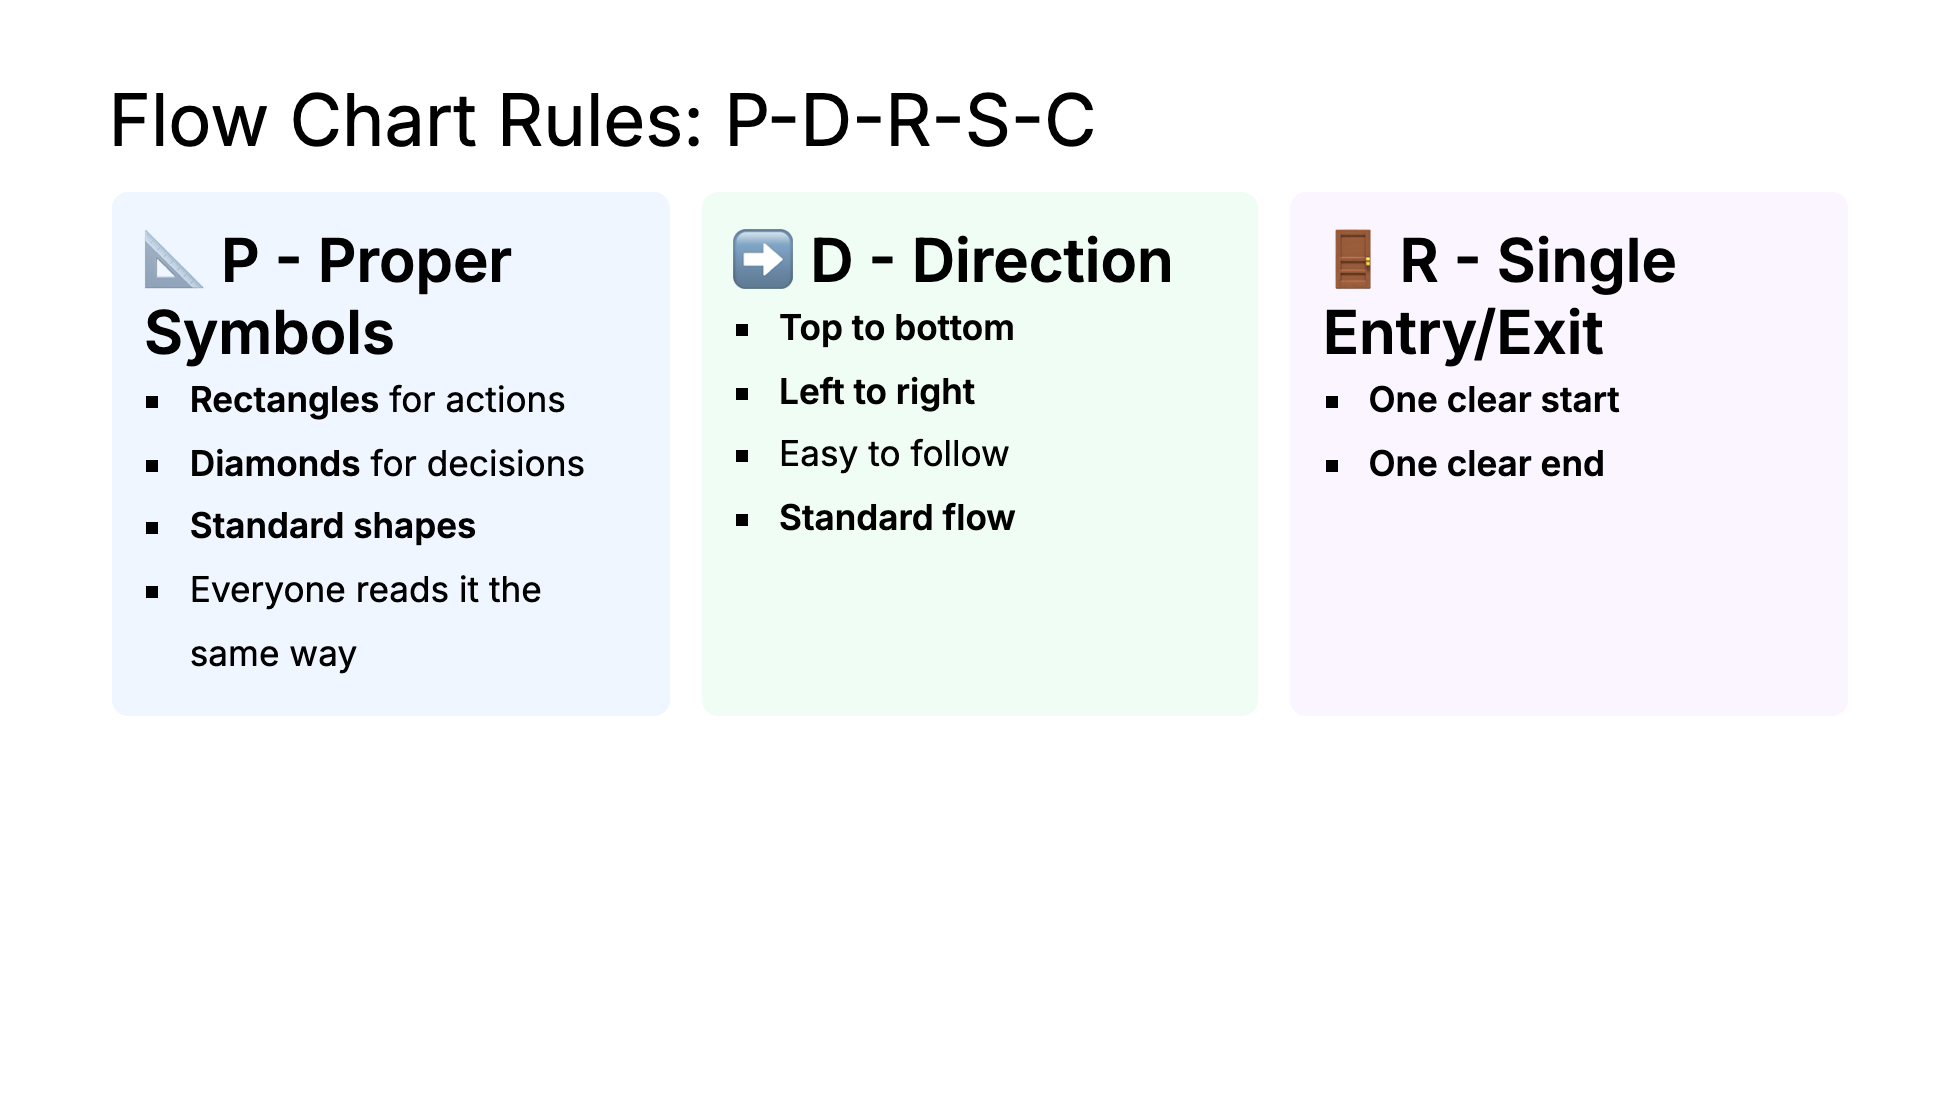 Flow Chart Rules: P-D-R-S-C
📐 P - Proper
Symbols
▪ Rectangles for actions
▪ Diamonds for decisions
▪ Standard shapes
▪ Everyone reads it the
same way
➡️ D - Direction
▪ Top to bottom
▪ Left to right
▪ Easy to follow
▪ Standard flow
🚪 R - Single
Entry/Exit
▪ One clear start
▪ One clear end